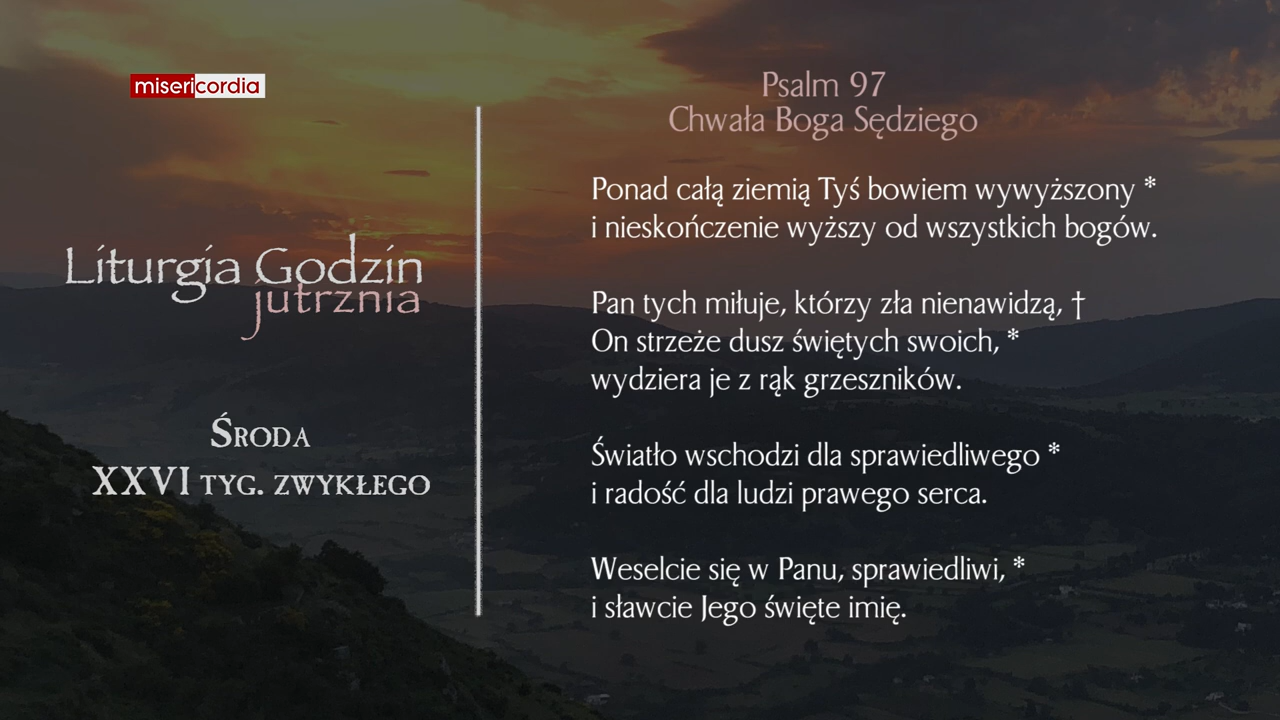 misericordia
Liturgia Godzin
jutrznia
Środa
XXVI tyg. zwykłego
Psalm 97
Chwała Boga Sędziego
Ponad całą ziemią Tyś bowiem wywyższony *
i nieskończenie wyższy od wszystkich bogów.
Pan tych miłuje, którzy zła nienawidzą, †
On strzeże dusz świętych swoich, *
wydziera je z rąk grzeszników.
Światło wschodzi dla sprawiedliwego *
i radość dla ludzi prawego serca.
Weselcie się w Panu, sprawiedliwi, *
i sławcie Jego święte imię.